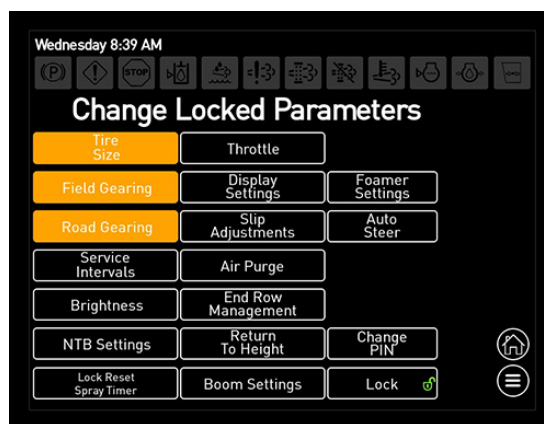 Wednesday 8:39 AM
(P)
STOP
Change Locked Parameters
Tire
Size
Throttle
Field Gearing
Display
Settings
Foamer
Settings
Road Gearing
Slip
Adjustments
Auto
Steer
Service
Intervals
Air Purge
Brightness
End Row
Management
NTB Settings
Return
To Height
Change
PIN
Lock Reset
Spray Timer
Boom Settings
Lock